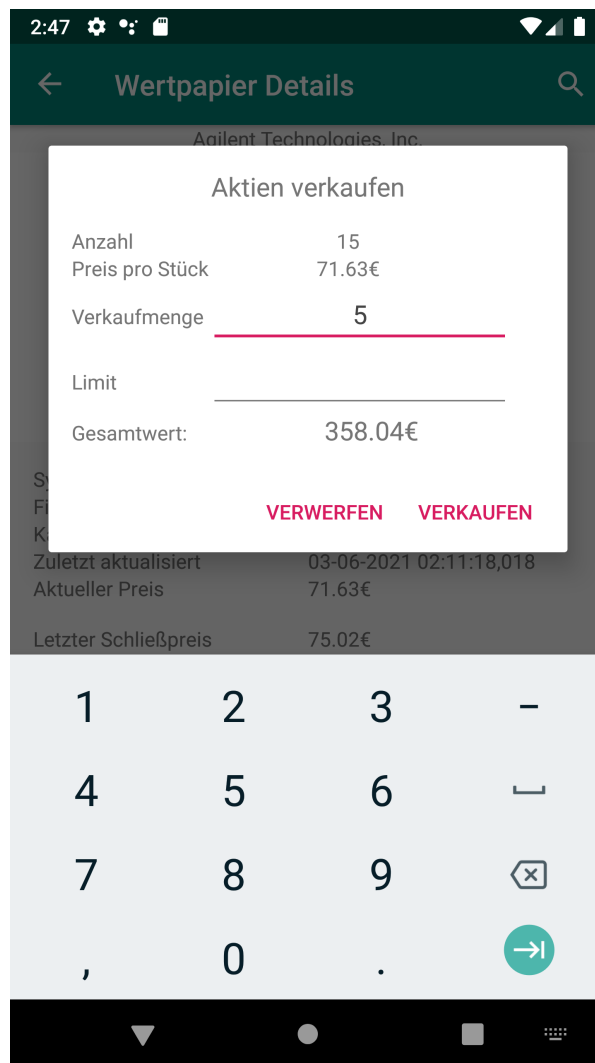 2:47
Wertpapier Details
Agilent Technologies, Inc.
Aktien verkaufen
Anzahl 15
Preis pro Stück 71.63€
Verkaufmenge 5
Limit
Gesamtwert: 358.04€
VERWERFEN VERKAUFEN
Zuletzt aktualisiert 03-06-2021 02:11:18,018
Aktueller Preis 71.63€
Letzter Schließpreis 75.02€
1 2 3 –
4 5 6
7 8 9
, 0 .